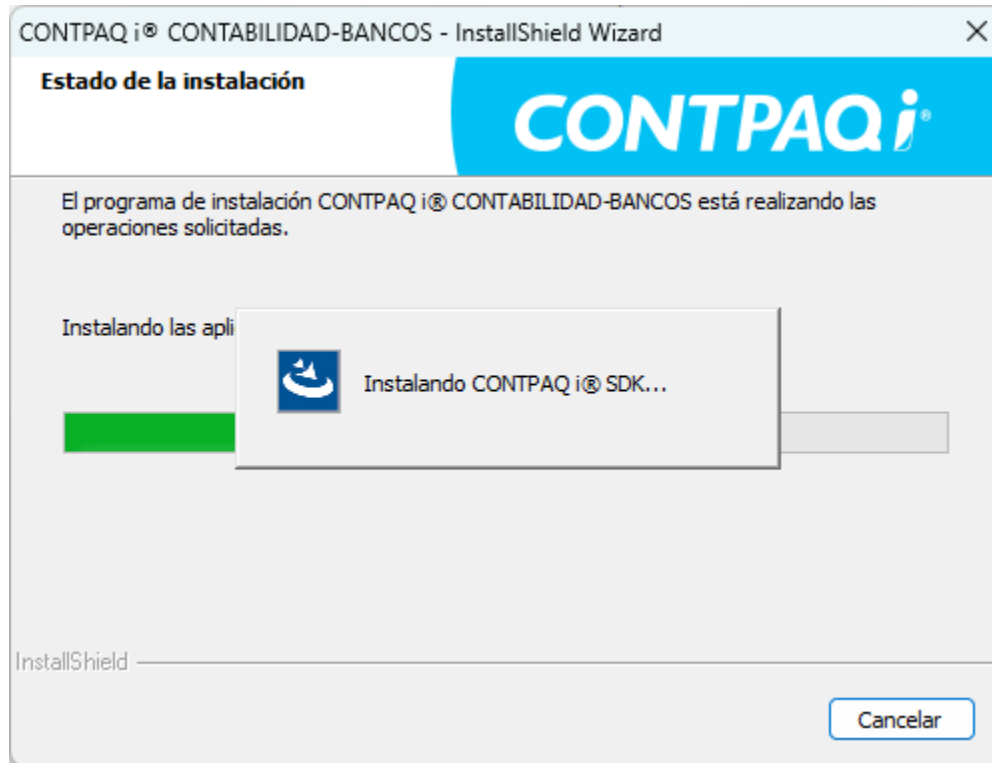 CONTPAQ i® CONTABILIDAD-BANCOS - InstallShield Wizard
Estado de la instalación
CONTPAQ i®
El programa de instalación CONTPAQ i® CONTABILIDAD-BANCOS está realizando las
operaciones solicitadas.
Instalando las apli
Instalando CONTPAQ i® SDK...
InstallShield
Cancelar